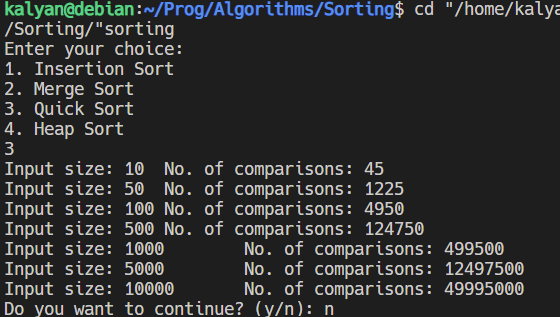 kalyan@debian:~/Prog/Algorithms/Sorting$ cd "/home/kalya
/Sorting/"sorting
Enter your choice:
1. Insertion Sort
2. Merge Sort
3. Quick Sort
4. Heap Sort
3
Input size: 10  No. of comparisons: 45
Input size: 50  No. of comparisons: 1225
Input size: 100 No. of comparisons: 4950
Input size: 500 No. of comparisons: 124750
Input size: 1000        No. of comparisons: 499500
Input size: 5000        No. of comparisons: 12497500
Input size: 10000       No. of comparisons: 49995000
Do you want to continue? (y/n): n